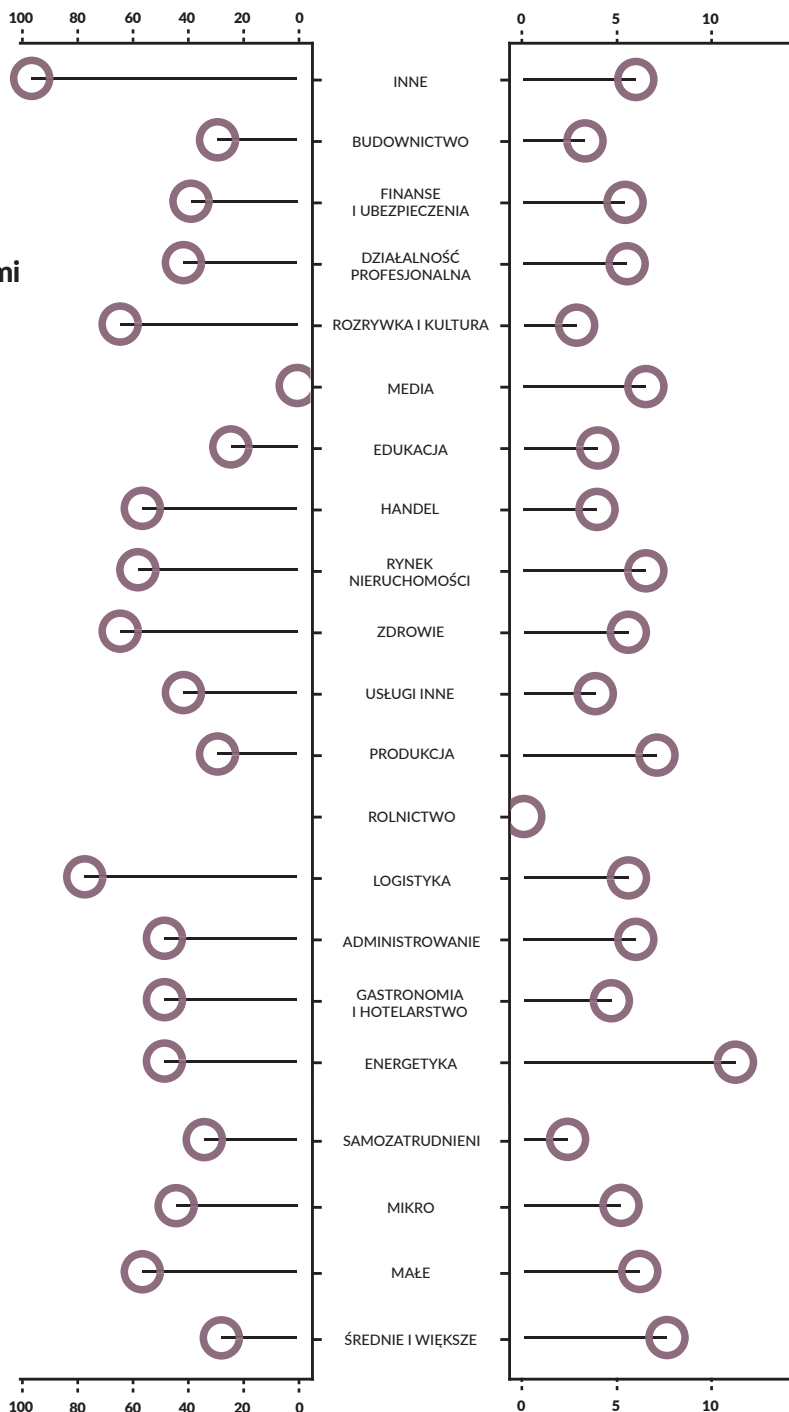 100 80 60 40 20 0 0 5 10
INNE
BUDOWNICTWO
FINANSE
I UBEZPIECZENIA
mi
DZIAŁALNOŚĆ
PROFESJONALNA
ROZRYWKA I KULTURA
MEDIA
EDUKACJA
HANDEL
RYNEK
NIERUCHOMOŚCI
ZDROWIE
USŁUGI INNE
PRODUKCJA
ROLNICTWO
LOGISTYKA
ADMINISTROWANIE
GASTRONOMIA
I HOTELARSTWO
ENERGETYKA
SAMOZATRUDNIENI
MIKRO
MAŁE
ŚREDNIE I WIĘKSZE
100 80 60 40 20 0 0 5 10